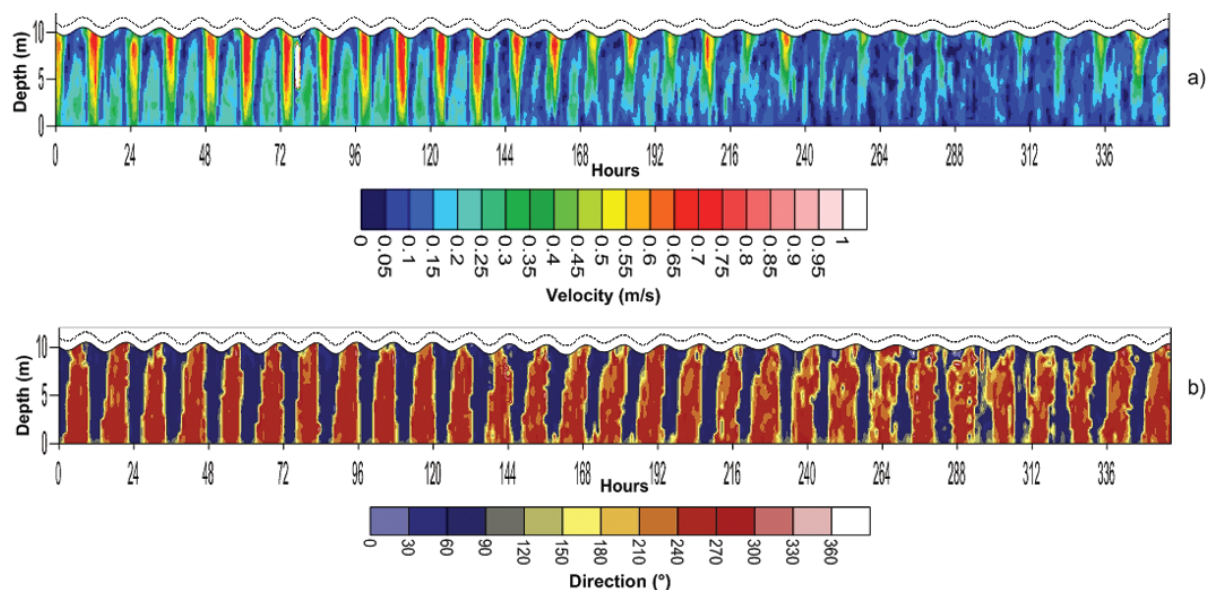 Depth (m)
10
5
0
a)
0 24 48 72 96 120 144 168 192 216 240 264 288 312 336
Hours
0 0.05 0.1 0.15 0.2 0.25 0.3 0.35 0.4 0.45 0.5 0.55 0.6 0.65 0.7 0.75 0.8 0.85 0.9 0.95 1
Velocity (m/s)
Depth (m)
10
5
0
b)
0 24 48 72 96 120 144 168 192 216 240 264 288 312 336
Hours
0 30 60 90 120 150 180 210 240 270 300 330 360
Direction (°)